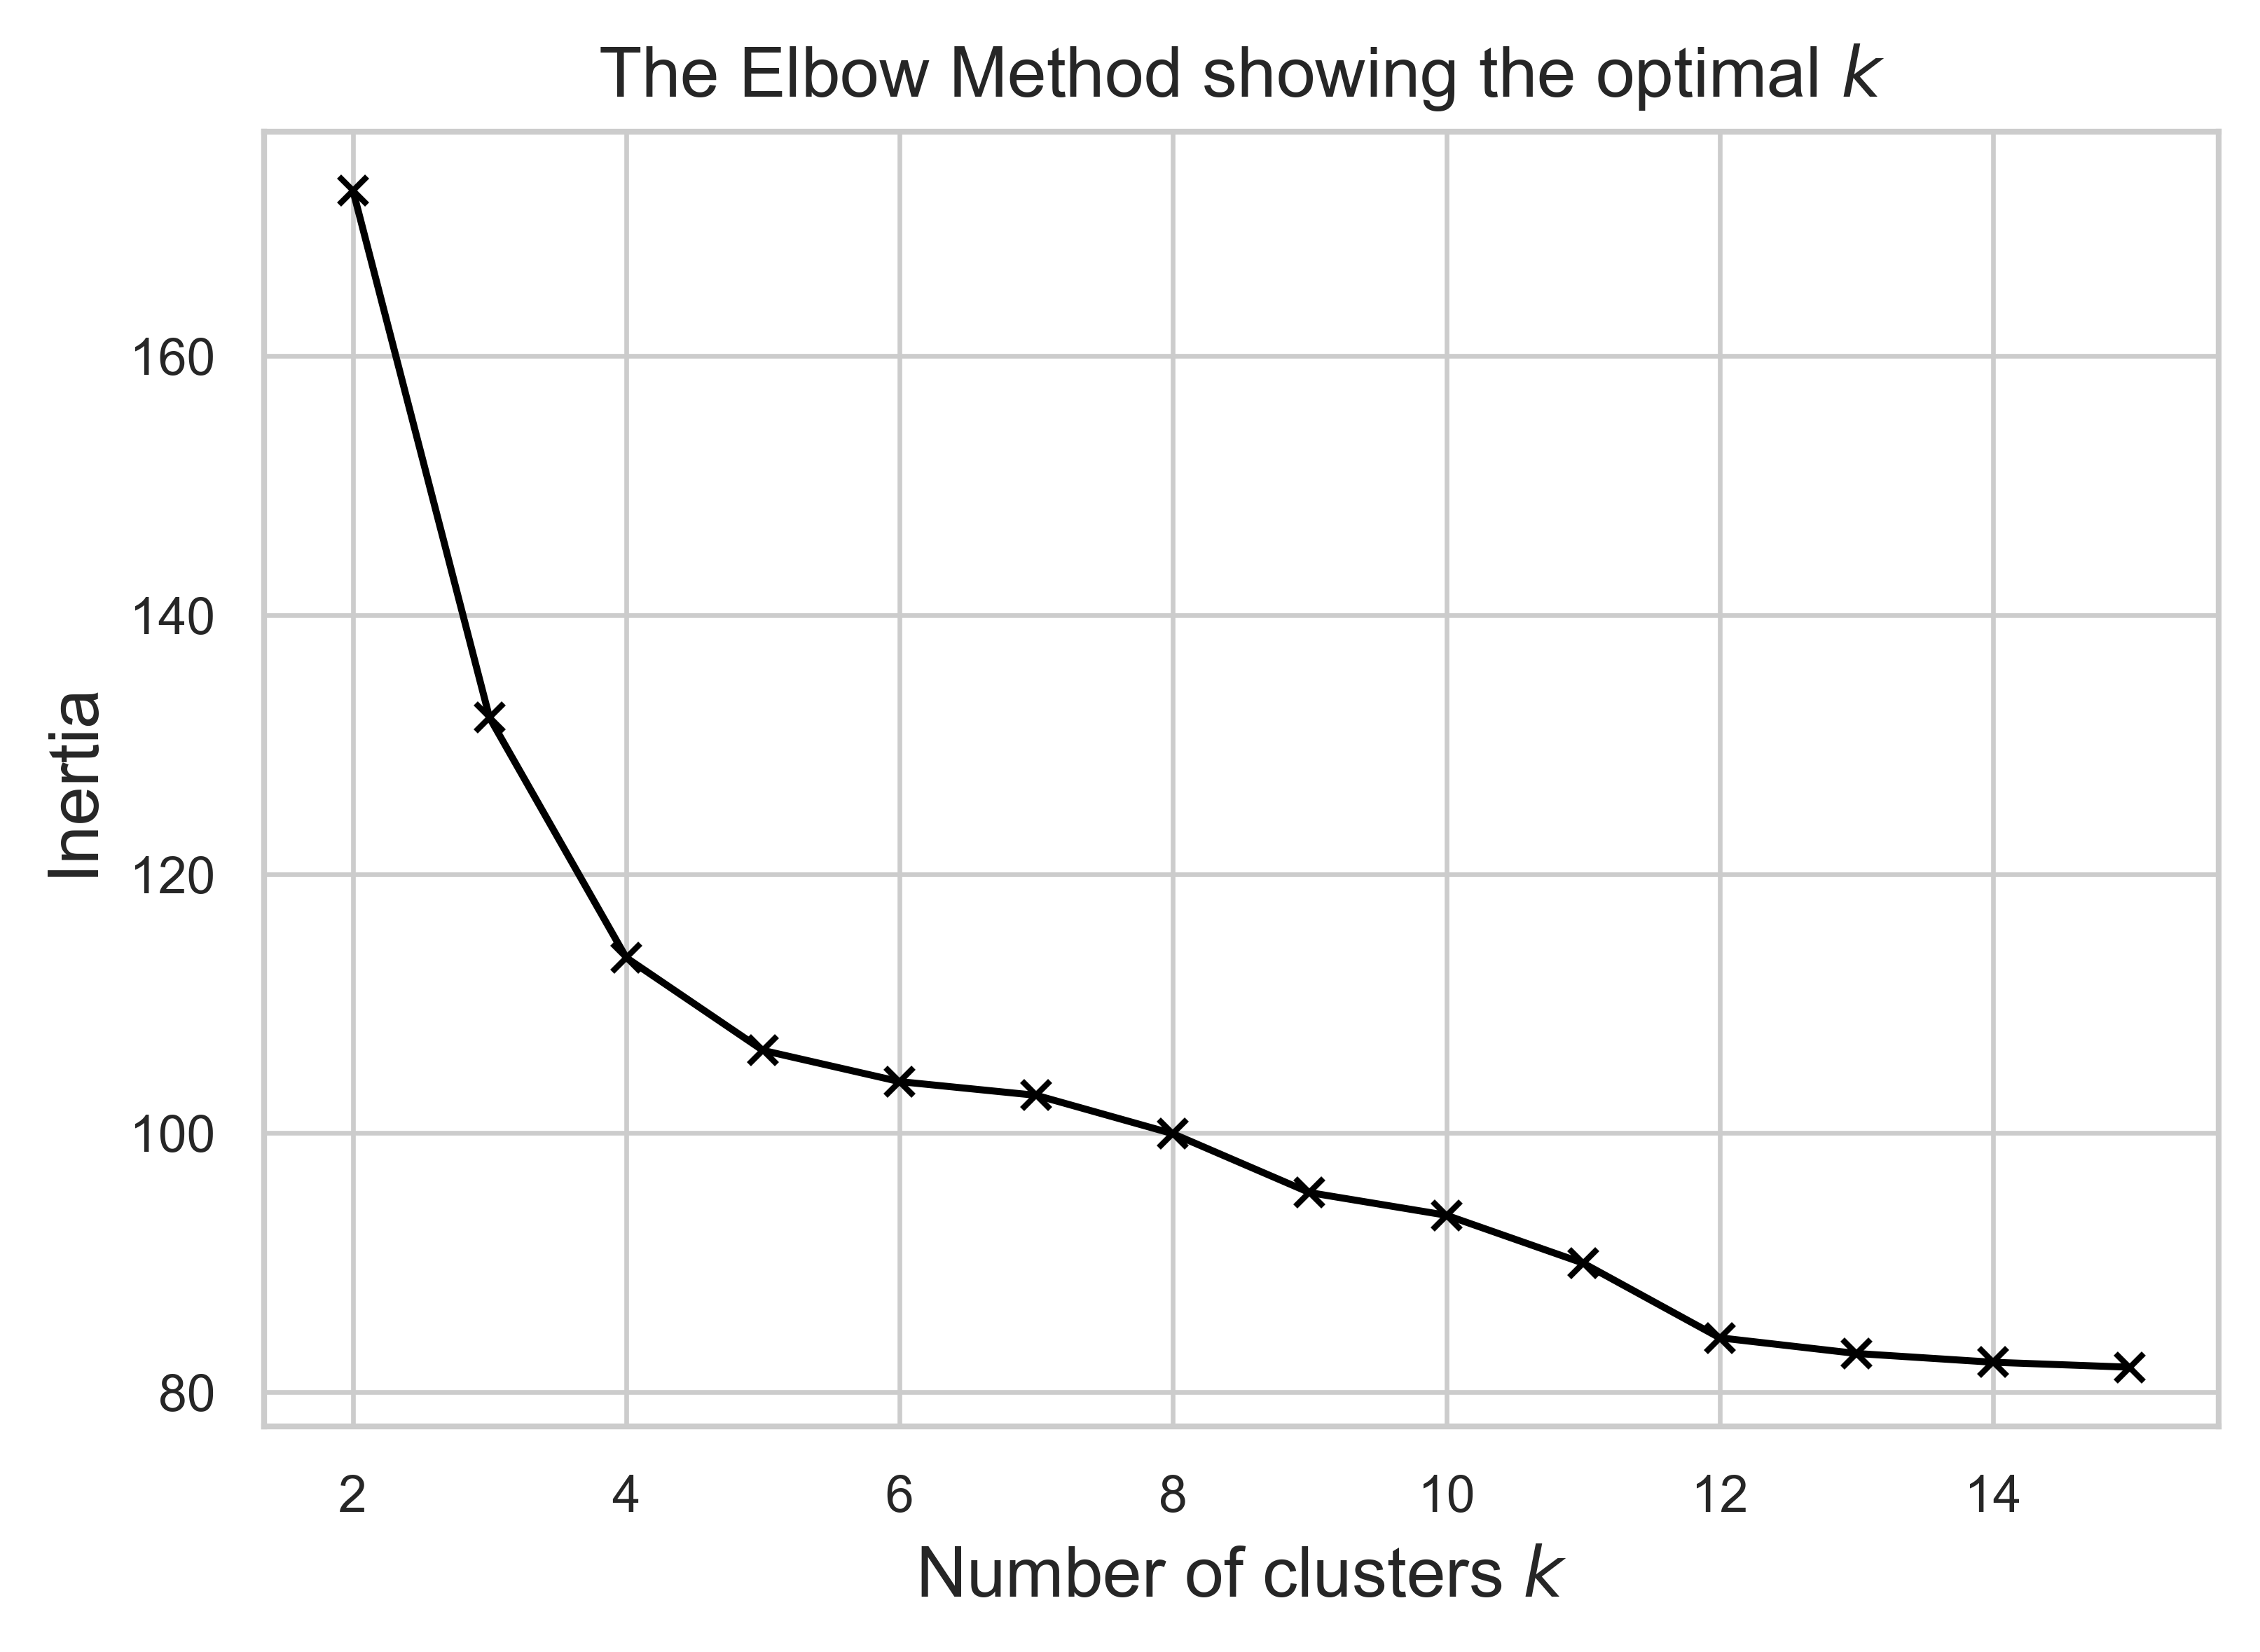 The Elbow Method showing the optimal k
Inertia
160
140
120
100
80
2 4 6 8 10 12 14
Number of clusters k